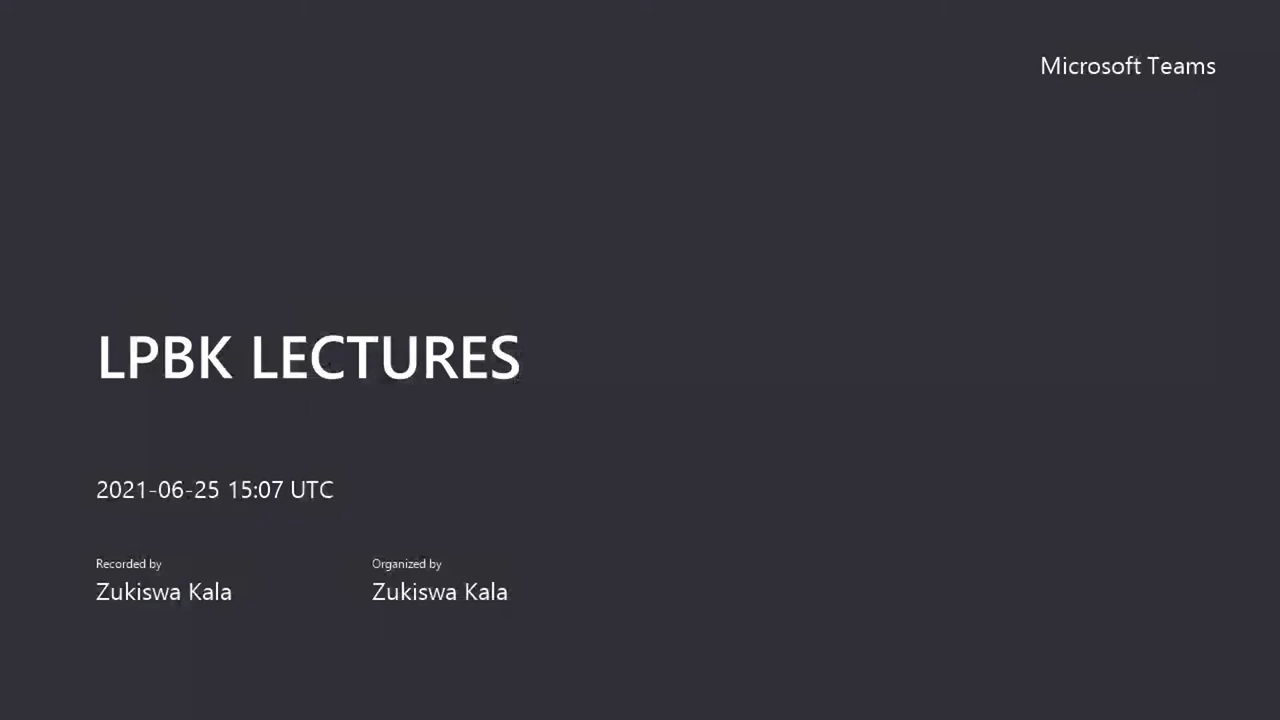 Microsoft Teams
LPBK LECTURES
2021-06-25 15:07 UTC
Recorded by
Zukiswa Kala
Organized by
Zukiswa Kala